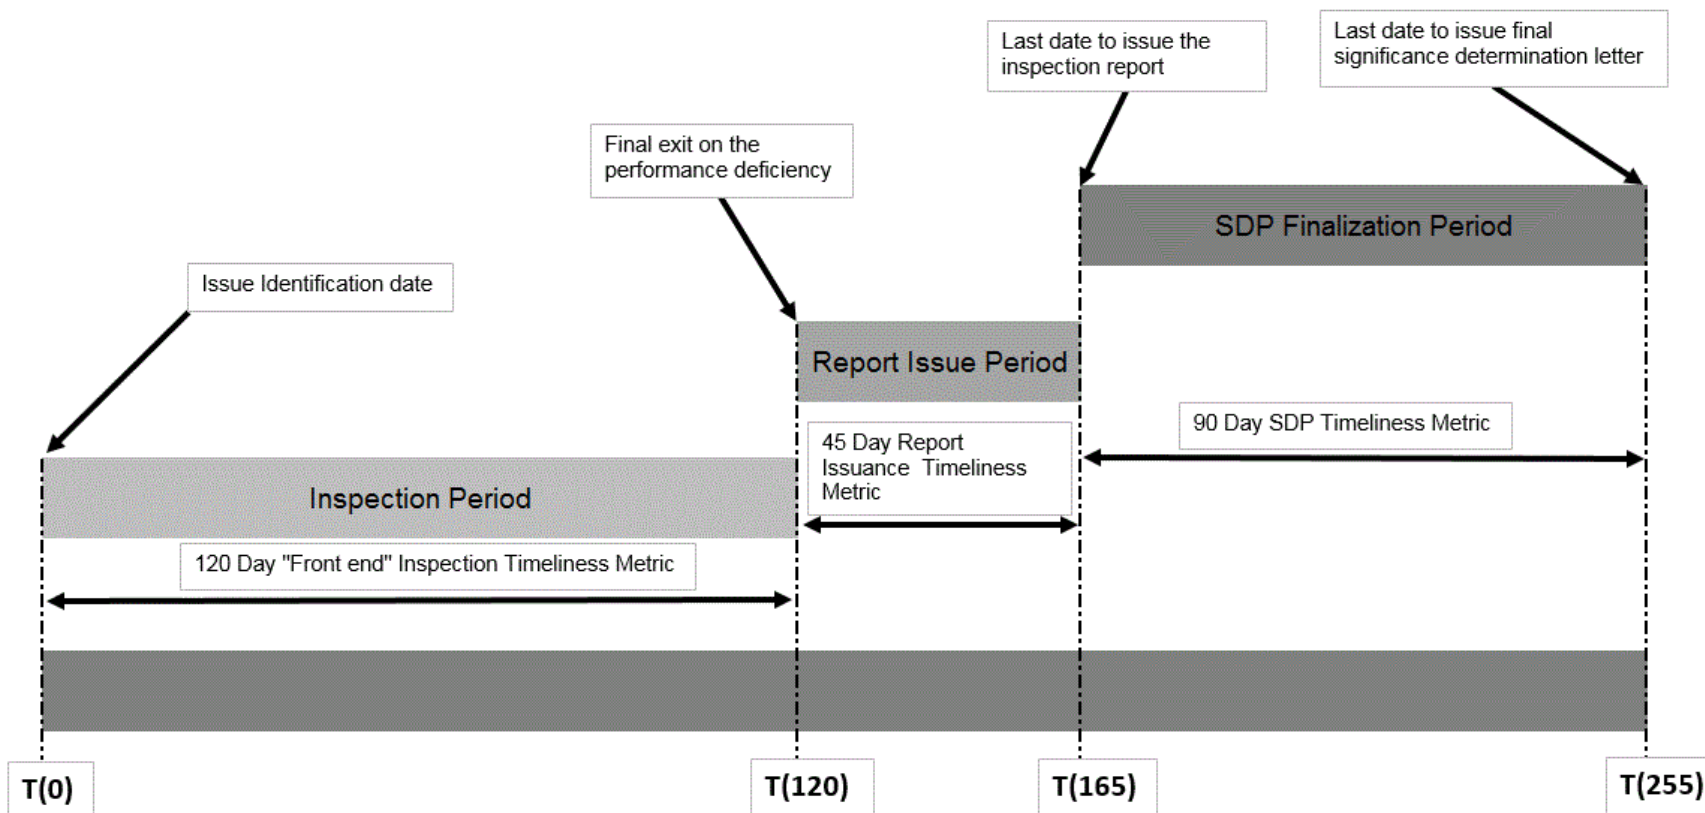 Last date to issue the
inspection report
Last date to issue final
significance determination letter
Final exit on the
performance deficiency
SDP Finalization Period
Issue Identification date
Report Issue Period
45 Day Report
Issuance Timeliness
Metric
90 Day SDP Timeliness Metric
Inspection Period
120 Day "Front end" Inspection Timeliness Metric
T(0)
T(120)
T(165)
T(255)